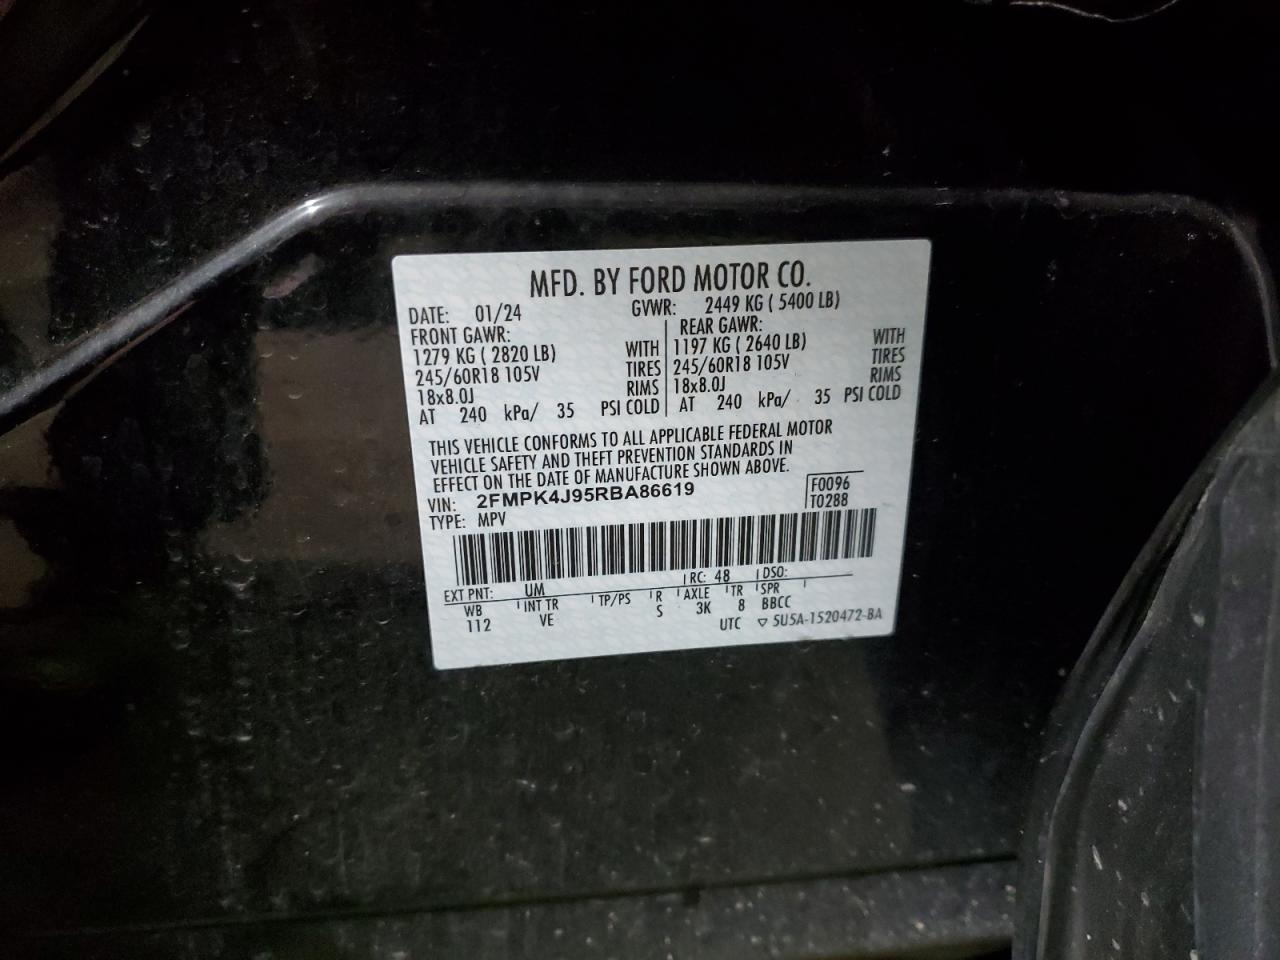 MFD. BY FORD MOTOR CO.
DATE: 01/24 GVWR: 2449 KG ( 5400 LB)
FRONT GAWR: REAR GAWR:
1279 KG ( 2820 LB) WITH 1197 KG ( 2640 LB) WITH
245/60R18 105V TIRES 245/60R18 105V TIRES
18x8.0J RIMS 18x8.0J RIMS
AT 240 kPa/ 35 PSI COLD AT 240 kPa/ 35 PSI COLD
THIS VEHICLE CONFORMS TO ALL APPLICABLE FEDERAL MOTOR
VEHICLE SAFETY AND THEFT PREVENTION STANDARDS IN
EFFECT ON THE DATE OF MANUFACTURE SHOWN ABOVE.
VIN: 2FMPK4J95RBA86619 F0096
TYPE: MPV T0288
EXT PNT: UM RC: 48 DSO:
WB INT TR TP/PS R AXLE TR SPR
112 VE S 3K 8 BBCC
UTC ▽ 5U5A-1520472-BA